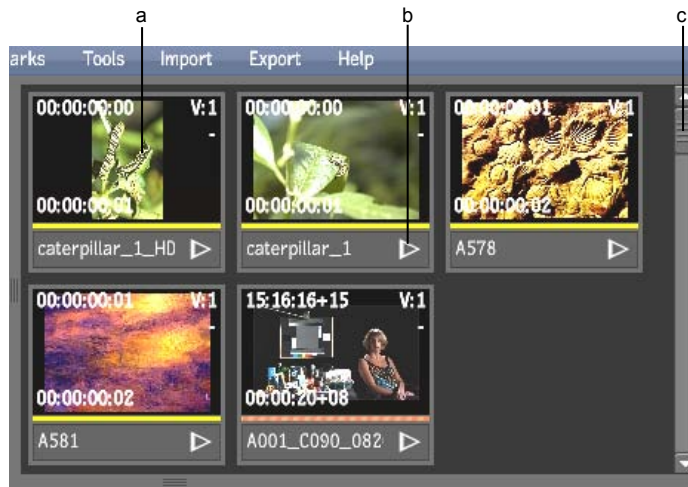 a b c
arks Tools Import Export Help
00:00:00:00 V:1 00:00:00:00 V:1 00:00:00:01 V:1
- - -
00:00:00:01 00:00:00:01 00:00:00:02
caterpillar_1_HD caterpillar_1 A578
00:00:00:01 V:1 15:16:16+15 V:1
- -
00:00:00:02 00:00:20+08
A581 A001_C090_082